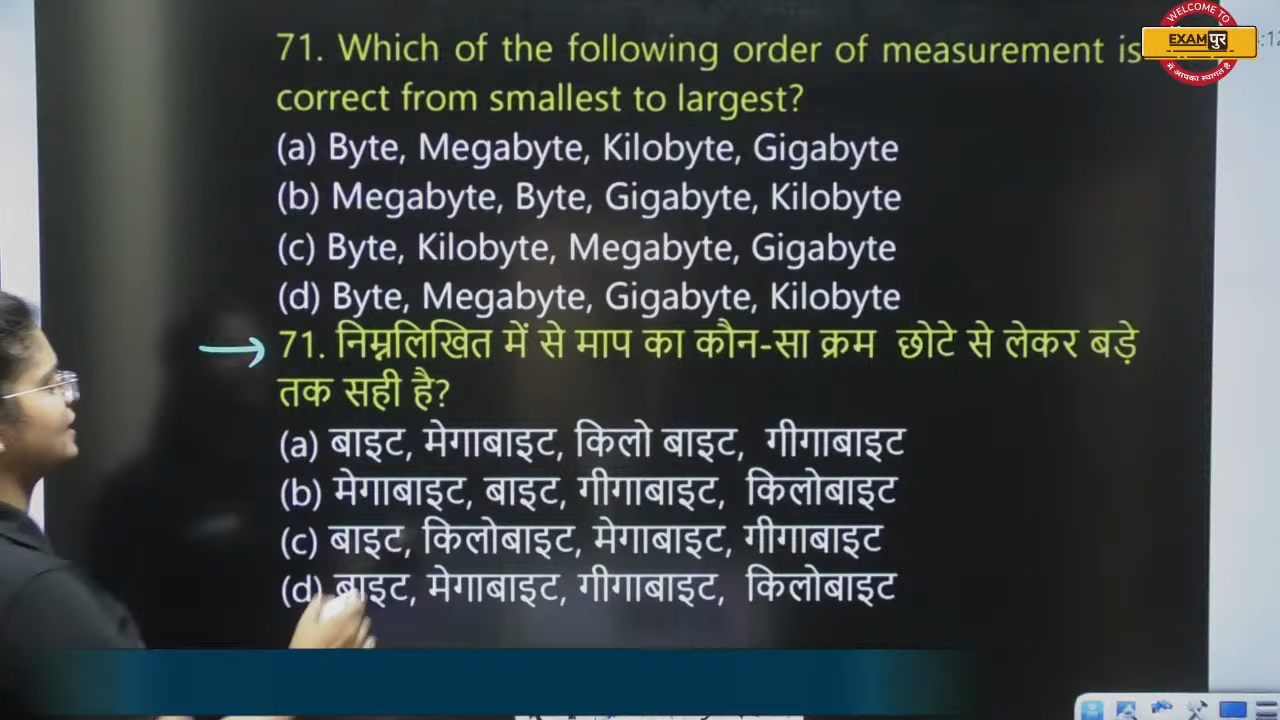 71. Which of the following order of measurement is
correct from smallest to largest?
(a) Byte, Megabyte, Kilobyte, Gigabyte
(b) Megabyte, Byte, Gigabyte, Kilobyte
(c) Byte, Kilobyte, Megabyte, Gigabyte
(d) Byte, Megabyte, Gigabyte, Kilobyte
71. निम्नलिखित में से माप का कौन-सा क्रम छोटे से लेकर बड़े
तक सही है?
(a) बाइट, मेगाबाइट, किलो बाइट, गीगाबाइट
(b) मेगाबाइट, बाइट, गीगाबाइट, किलोबाइट
(c) बाइट, किलोबाइट, मेगाबाइट, गीगाबाइट
(d) बाइट, मेगाबाइट, गीगाबाइट, किलोबाइट
WELCOME TO
EXAMपुर
में आपका स्वागत है